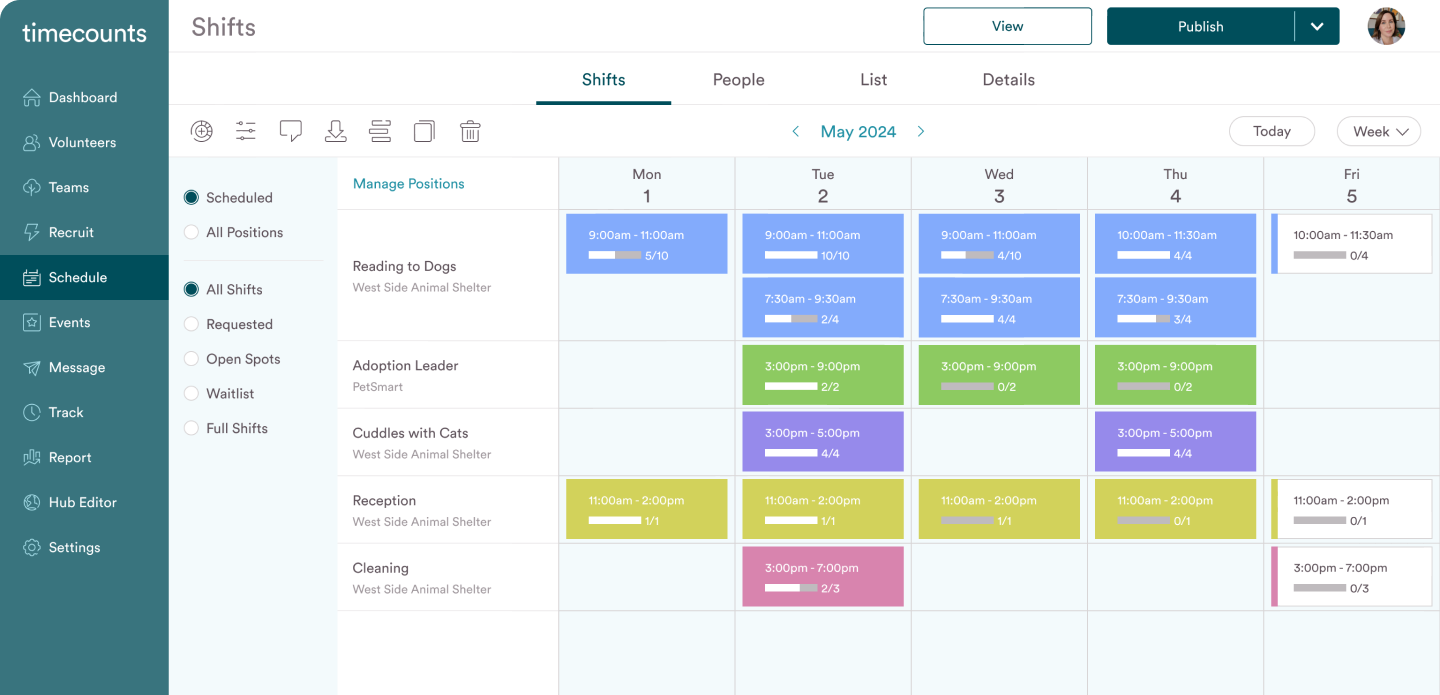 timecounts
Shifts
View
Publish
Dashboard
Volunteers
Teams
Recruit
Schedule
Events
Message
Track
Report
Hub Editor
Settings
Shifts People List Details
May 2024
Today
Week
Scheduled
All Positions
All Shifts
Requested
Open Spots
Waitlist
Full Shifts
Manage Positions
Mon Tue Wed Thu Fri
1 2 3 4 5
Reading to Dogs
West Side Animal Shelter
9:00am - 11:00am 9:00am - 11:00am 9:00am - 11:00am 10:00am - 11:30am 10:00am - 11:30am
5/10 10/10 4/10 4/4 0/4
7:30am - 9:30am 7:30am - 9:30am 7:30am - 9:30am
2/4 4/4 3/4
Adoption Leader
PetSmart
3:00pm - 9:00pm 3:00pm - 9:00pm 3:00pm - 9:00pm
2/2 0/2 0/2
Cuddles with Cats
West Side Animal Shelter
3:00pm - 5:00pm 3:00pm - 5:00pm
4/4 4/4
Reception
West Side Animal Shelter
11:00am - 2:00pm 11:00am - 2:00pm 11:00am - 2:00pm 11:00am - 2:00pm 11:00am - 2:00pm
1/1 1/1 1/1 0/1 0/1
Cleaning
West Side Animal Shelter
3:00pm - 7:00pm 3:00pm - 7:00pm
2/3 0/3